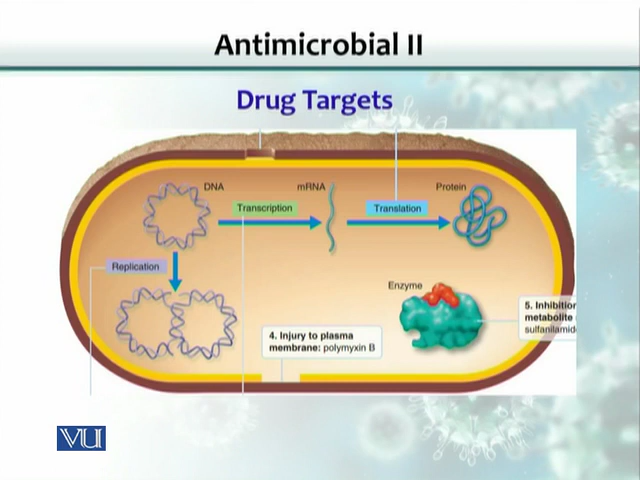 Antimicrobial II
Drug Targets
DNA
mRNA
Protein
Transcription
Translation
Replication
Enzyme
4. Injury to plasma
membrane: polymyxin B
5. Inhibition
metabolite
sulfanilamid
VU